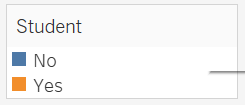 Student
No
Yes